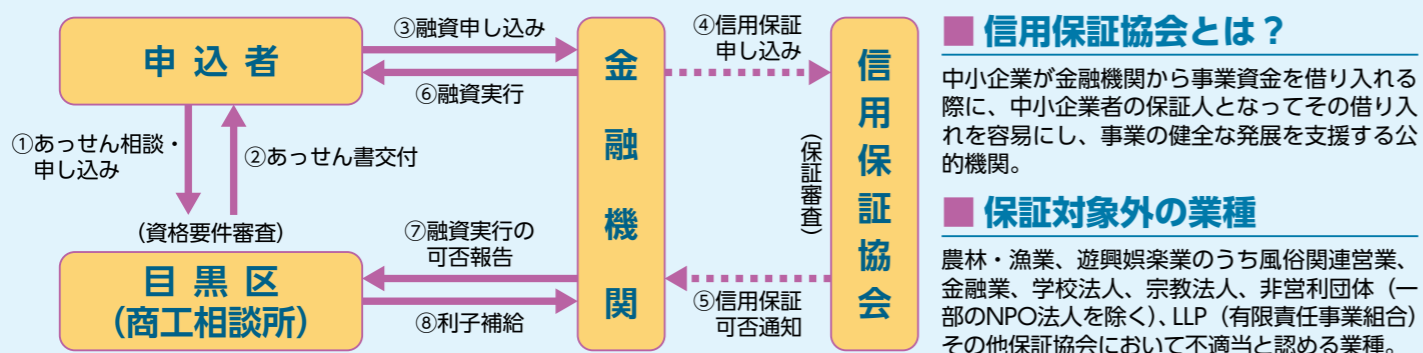 申込者
③融資申し込み
⑥融資実行
①あっせん相談・
申し込み
②あっせん書交付
(資格要件審査)
目黒区
(商工相談所)
⑦融資実行の
可否報告
⑧利子補給
金融機関
④信用保証
申し込み
(保証審査)
⑤信用保証
可否通知
信用保証協会
■ 信用保証協会とは？
中小企業が金融機関から事業資金を借り入れる
際に、中小企業者の保証人となってその借り入
れを容易にし、事業の健全な発展を支援する公
的機関。
■ 保証対象外の業種
農林・漁業、遊興娯楽業のうち風俗関連営業、
金融業、学校法人、宗教法人、非営利団体（一
部のNPO法人を除く）、LLP（有限責任事業組合）
その他保証協会において不適当と認める業種。